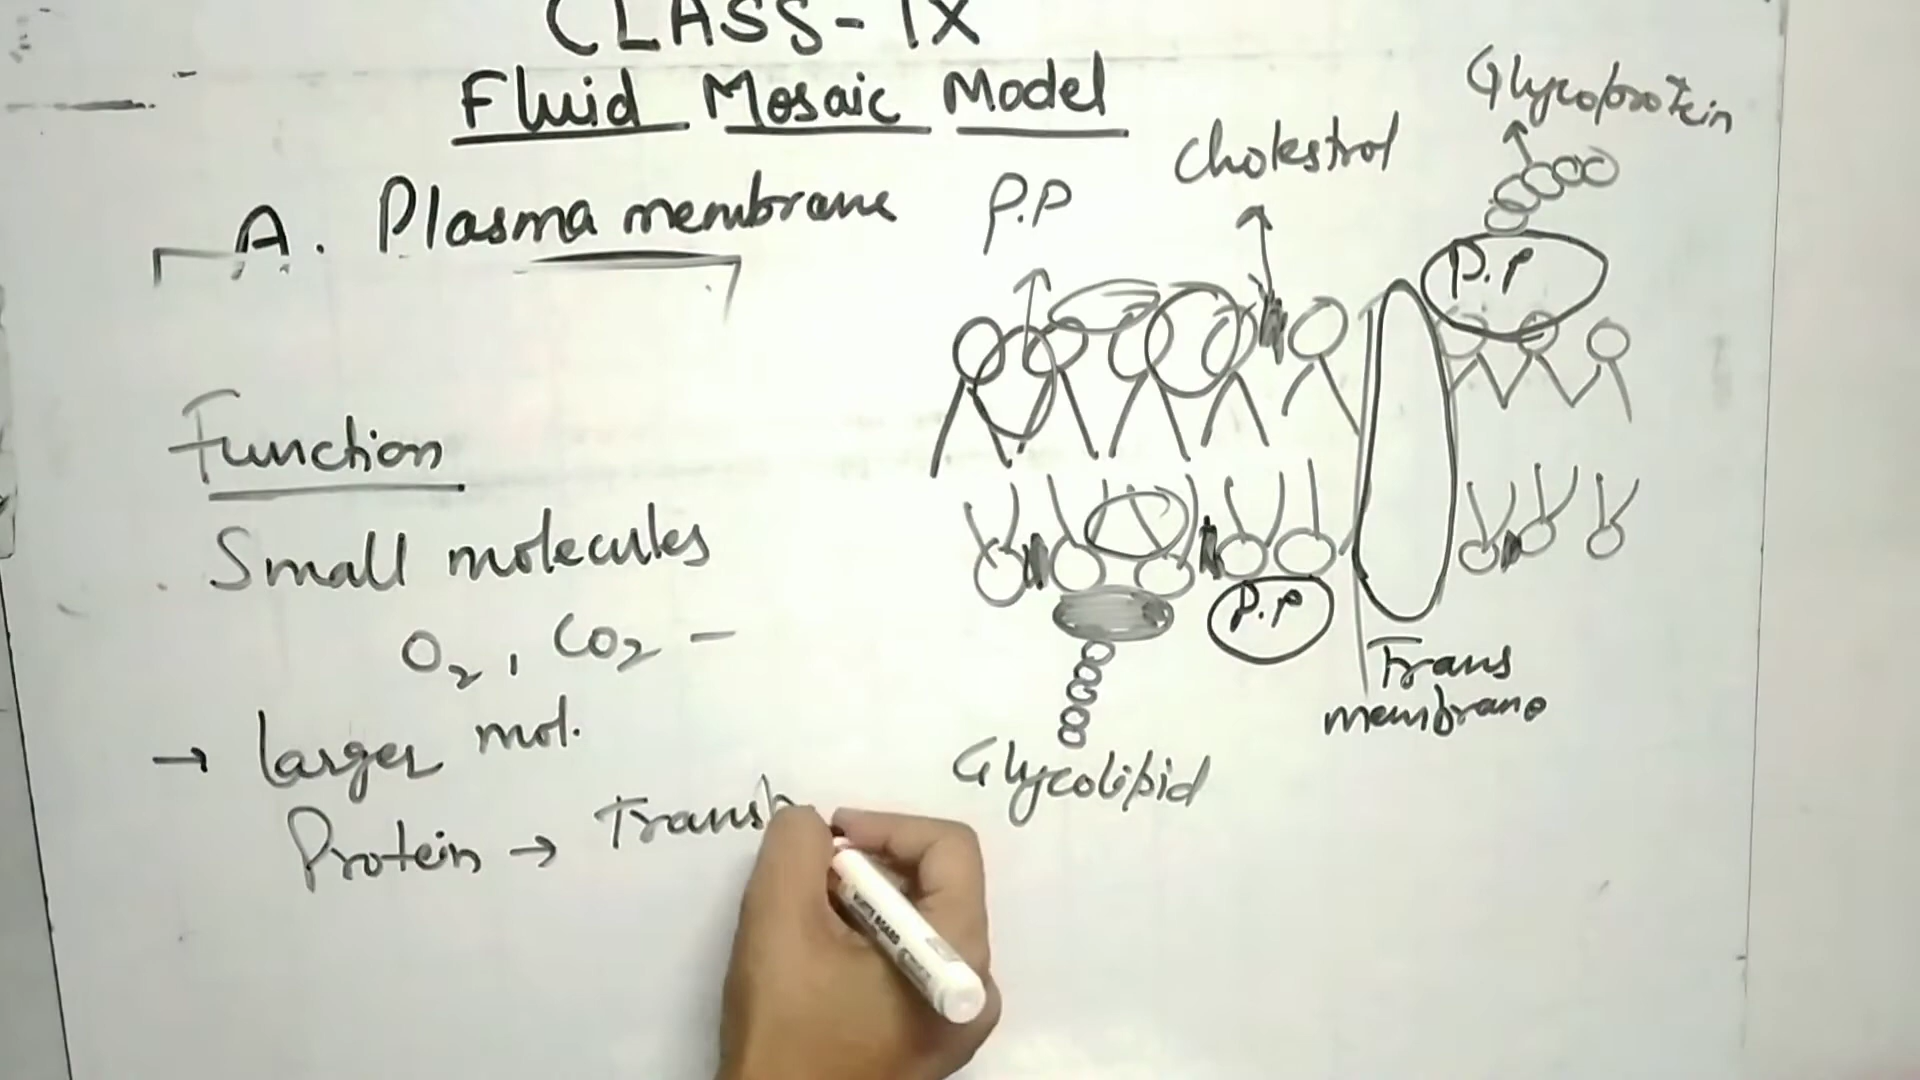 CLASS-IX
Fluid Mosaic Model
A. Plasma membrane
Function
Small molecules
O2, CO2 –
→ larger mol.
Protein → Transp
P.P
Cholestrol
Glycoprotein
P.P
P.P
Trans
membrane
Glycolipid